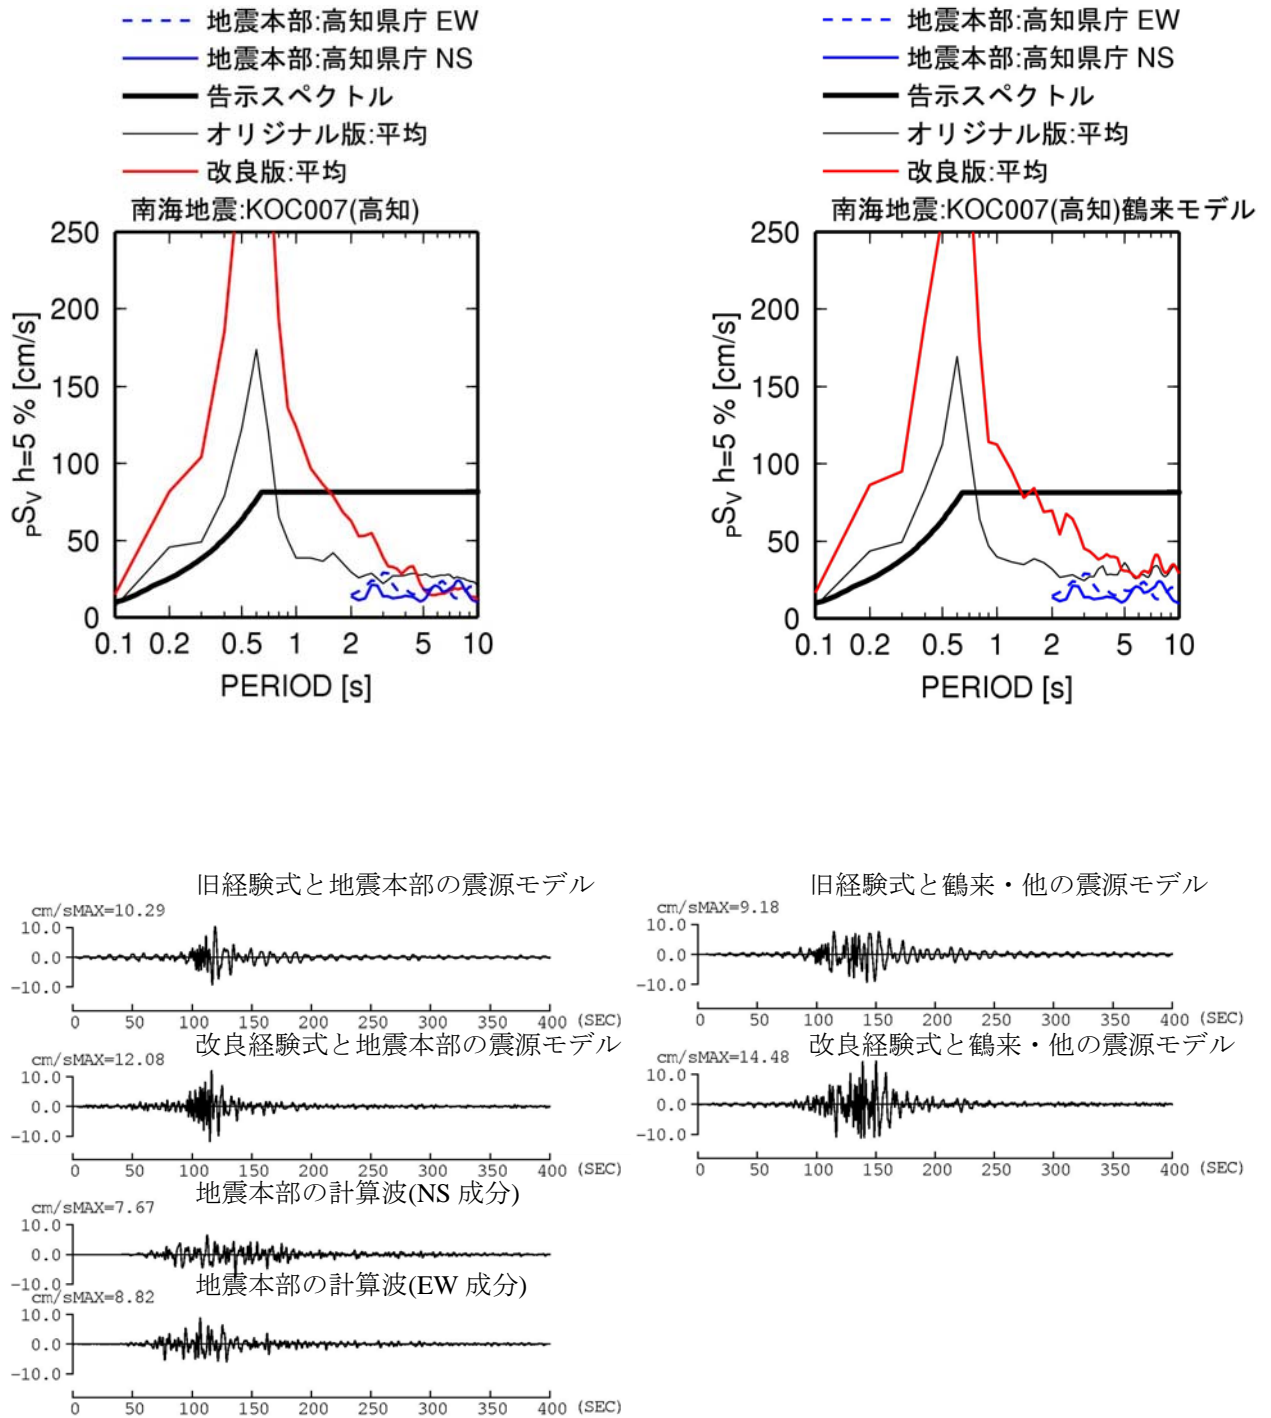 地震本部:高知県庁 EW
地震本部:高知県庁 NS
告示スペクトル
オリジナル版:平均
改良版:平均
南海地震:KOC007(高知)
250
200
150
100
50
0
pSv h=5 % [cm/s]
0.1 0.2 0.5 1 2 5 10
PERIOD [s]
地震本部:高知県庁 EW
地震本部:高知県庁 NS
告示スペクトル
オリジナル版:平均
改良版:平均
南海地震:KOC007(高知)鶴来モデル
250
200
150
100
50
0
pSv h=5 % [cm/s]
0.1 0.2 0.5 1 2 5 10
PERIOD [s]
旧経験式と地震本部の震源モデル
cm/sMAX=10.29
10.0
0.0
-10.0
0 50 100 150 200 250 300 350 400 (SEC)
改良経験式と地震本部の震源モデル
cm/sMAX=12.08
10.0
0.0
-10.0
0 50 100 150 200 250 300 350 400 (SEC)
地震本部の計算波(NS 成分)
cm/sMAX=7.67
10.0
0.0
-10.0
地震本部の計算波(EW 成分)
cm/sMAX=8.82
10.0
0.0
-10.0
0 50 100 150 200 250 300 350 400 (SEC)
旧経験式と鶴来・他の震源モデル
cm/sMAX=9.18
10.0
0.0
-10.0
0 50 100 150 200 250 300 350 400 (SEC)
改良経験式と鶴来・他の震源モデル
cm/sMAX=14.48
10.0
0.0
-10.0
0 50 100 150 200 250 300 350 400 (SEC)